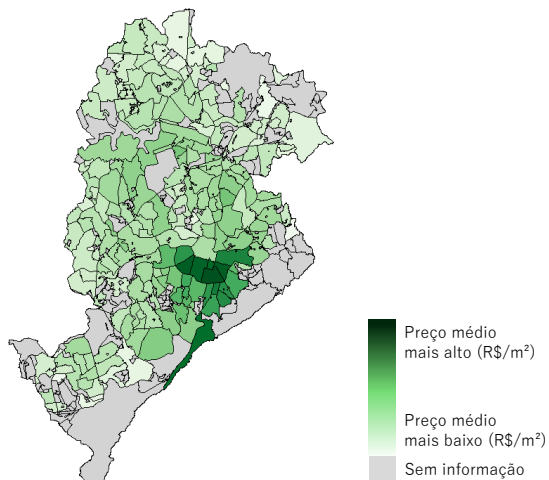 Preço médio
mais alto (R$/m²)
Preço médio
mais baixo (R$/m²)
Sem informação